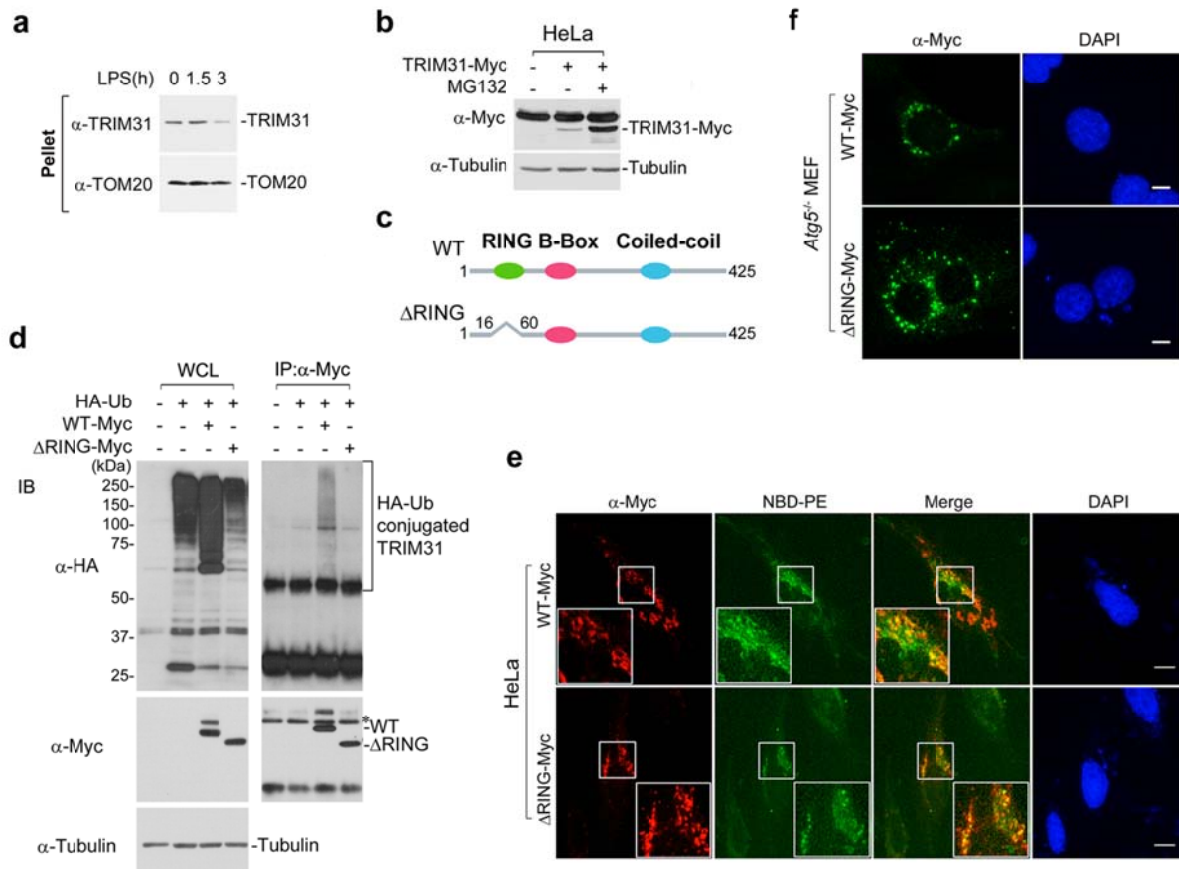 a
LPS(h) 0 1.5 3
Pellet
α-TRIM31 -TRIM31
α-TOM20 -TOM20
b
HeLa
TRIM31-Myc - + +
MG132 - - +
α-Myc
-TRIM31-Myc
α-Tubulin -Tubulin
c
RING B-Box Coiled-coil
WT
1 425
ΔRING
16 60
1 425
d
WCL IP:α-Myc
HA-Ub - + + + - + + +
WT-Myc - - + - - - + -
ΔRING-Myc - - - + - - - +
(kDa)
IB
250-
150-
100-
75-
50-
37-
25-
α-HA
HA-Ub
conjugated
TRIM31
α-Myc
*
-WT
-ΔRING
α-Tubulin -Tubulin
e
α-Myc NBD-PE Merge DAPI
HeLa
WT-Myc
ΔRING-Myc
f
α-Myc DAPI
Atg5-/- MEF
WT-Myc
ΔRING-Myc